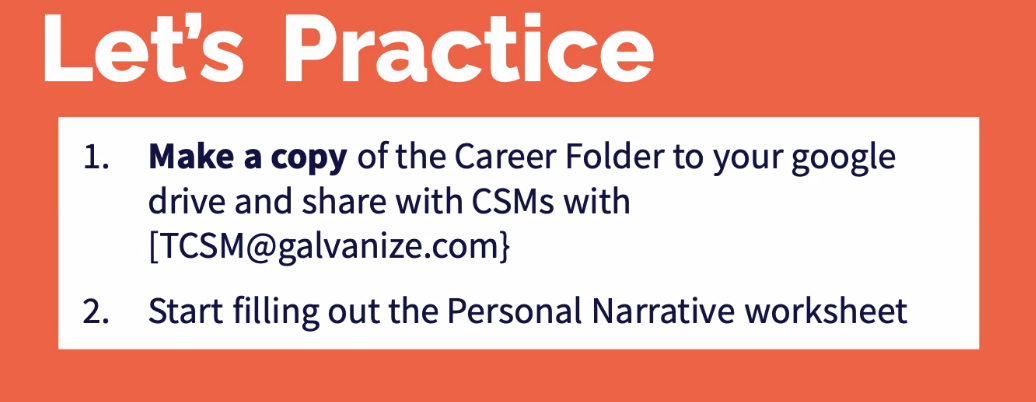 Let's Practice
1. Make a copy of the Career Folder to your google
drive and share with CSMs with
[TCSM@galvanize.com}
2. Start filling out the Personal Narrative worksheet